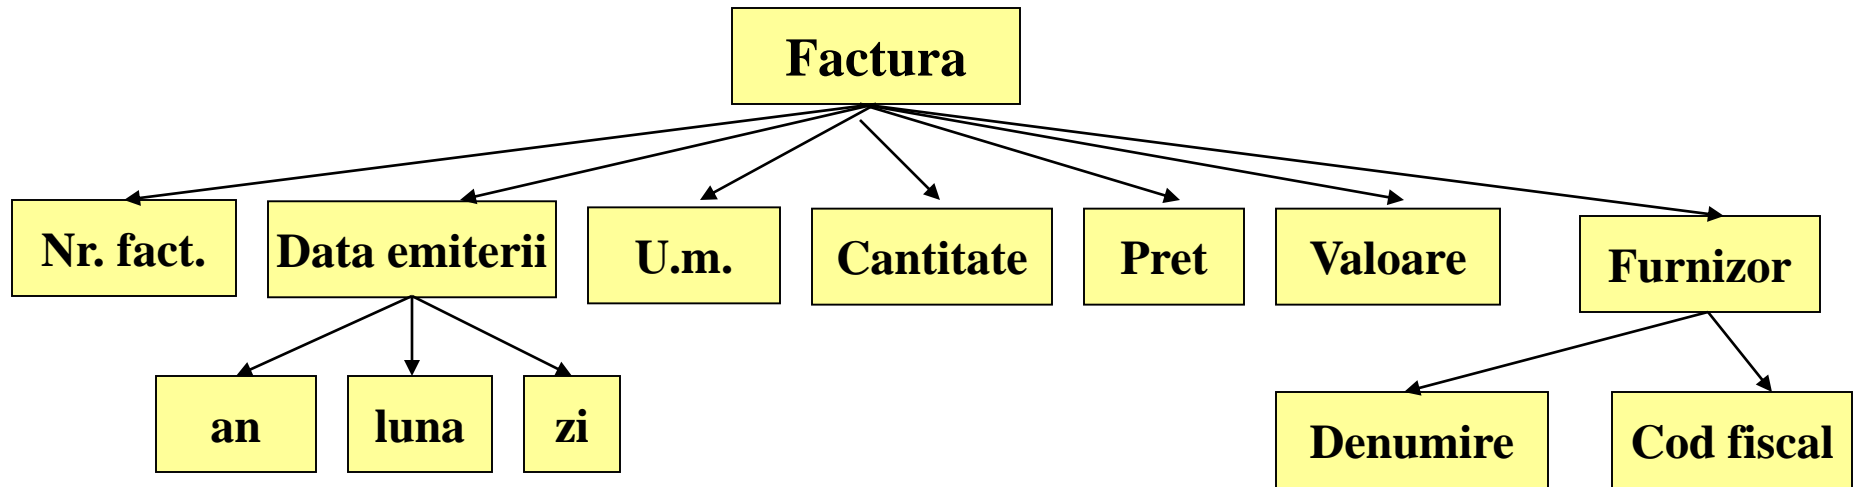 Factura
Nr. fact.
Data emiterii
U.m.
Cantitate
Pret
Valoare
Furnizor
an
luna
zi
Denumire
Cod fiscal